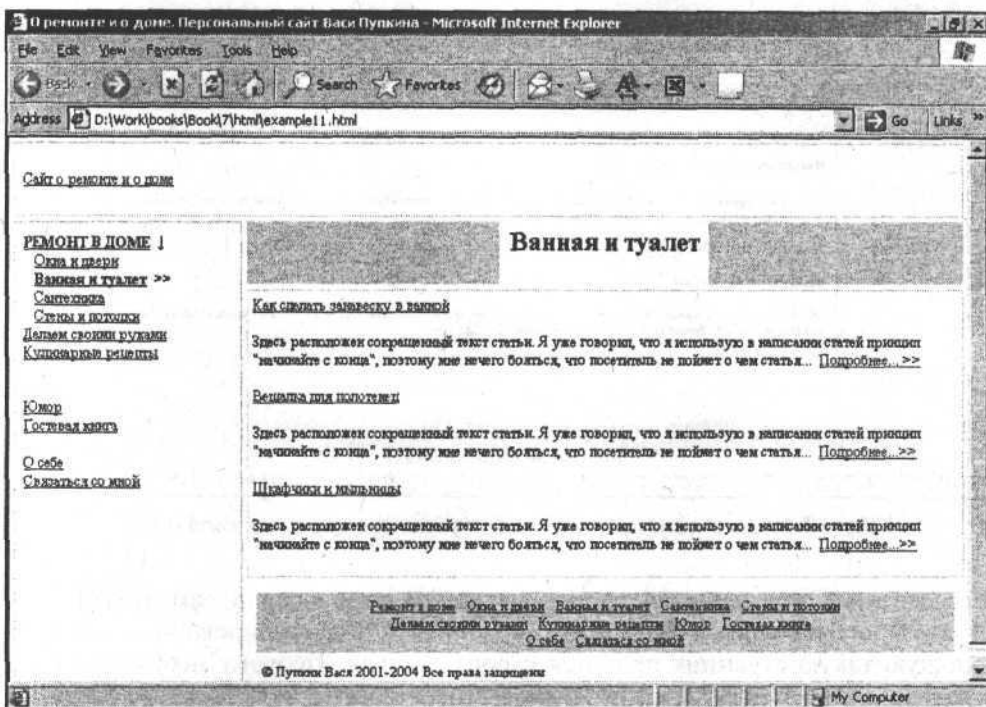 О ремонте и о доме. Персональный сайт Васи Пупкина - Microsoft Internet Explorer
File Edit View Favorites Tools Help
Back Search Favorites
Address D:\Work\books\Book\7\html\example11.html Go Links »
Сайт о ремонте и о доме
РЕМОНТ В ДОМЕ ↓
Окна и двери
Ванная и туалет >>
Сантехника
Стены и потолки
Делаем своими руками
Кулинарные рецепты
Юмор
Гостевая книга
О себе
Связаться со мной
Ванная и туалет
Как сделать занавеску в ванной
Здесь расположен сокращенный текст статьи. Я уже говорил, что я использую в написании статей принцип
"начинайте с конца", поэтому мне нечего бояться, что посетитель не поймет о чем статья... Подробнее...>>
Вешалка для полотенец
Здесь расположен сокращенный текст статьи. Я уже говорил, что я использую в написании статей принцип
"начинайте с конца", поэтому мне нечего бояться, что посетитель не поймет о чем статья... Подробнее...>>
Шкафчики и мыльницы
Здесь расположен сокращенный текст статьи. Я уже говорил, что я использую в написании статей принцип
"начинайте с конца", поэтому мне нечего бояться, что посетитель не поймет о чем статья... Подробнее...>>
Ремонт в доме Окна и двери Ванная и туалет Сантехника Стены и потолки
Делаем своими руками Кулинарные рецепты Юмор Гостевая книга
О себе Связаться со мной
© Пупкин Вася 2001-2004 Все права защищены
My Computer